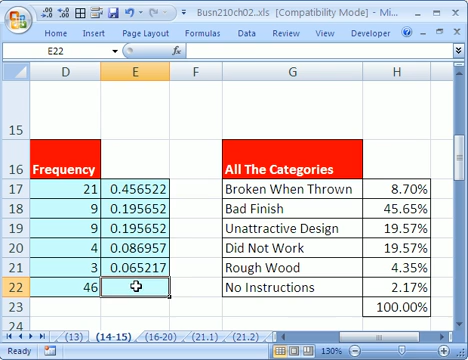 Busn210ch02..xls [Compatibility Mode] - Mi...
Home Insert Page Layout Formulas Data Review View Developer
E22 fx
D E F G H
15
16 Frequency All The Categories
17 21 0.456522 Broken When Thrown 8.70%
18 9 0.195652 Bad Finish 45.65%
19 9 0.195652 Unattractive Design 19.57%
20 4 0.086957 Did Not Work 19.57%
21 3 0.065217 Rough Wood 4.35%
22 46 No Instructions 2.17%
23 100.00%
24
(13) (14-15) (16-20) (21.1) (21.2)
Ready 130%